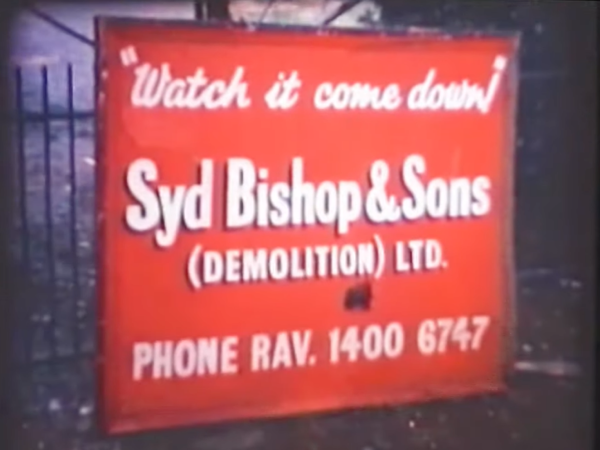 "Watch it come down!"
Syd Bishop & Sons
(DEMOLITION) LTD.
PHONE RAV. 1400 6747